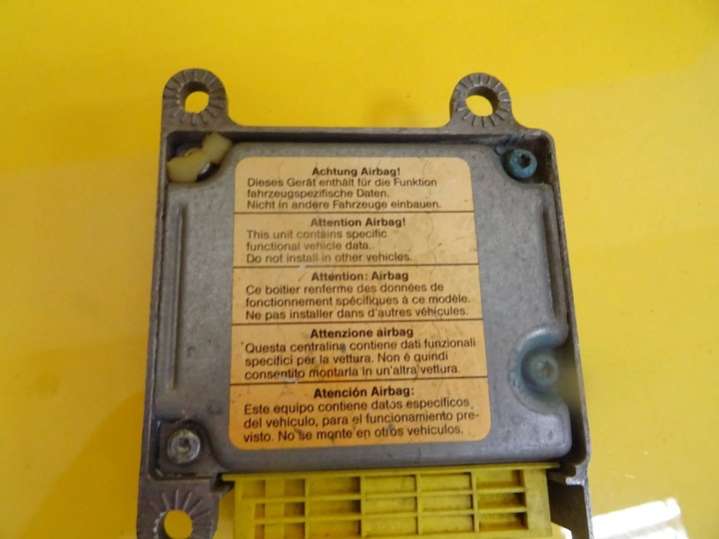 Achtung Airbag!
Dieses Gerät enthält für die Funktion
fahrzeugspezifische Daten.
Nicht in andere Fahrzeuge einbauen.
Attention Airbag!
This unit contains specific
functional vehicle data.
Do not install in other vehicles.
Attention: Airbag
Ce boitier renferme des données de
fonctionnement spécifiques à ce modèle.
Ne pas installer dans d'autres véhicules.
Attenzione airbag
Questa centralina contiene dati funzionali
specifici per la vettura. Non é quindi
consentito montarla in un'altra vettura.
Atención Airbag:
Este equipo contiene datos específicos
del vehículo, para el funcionamiento pre-
visto. No se monte en otros vehículos.